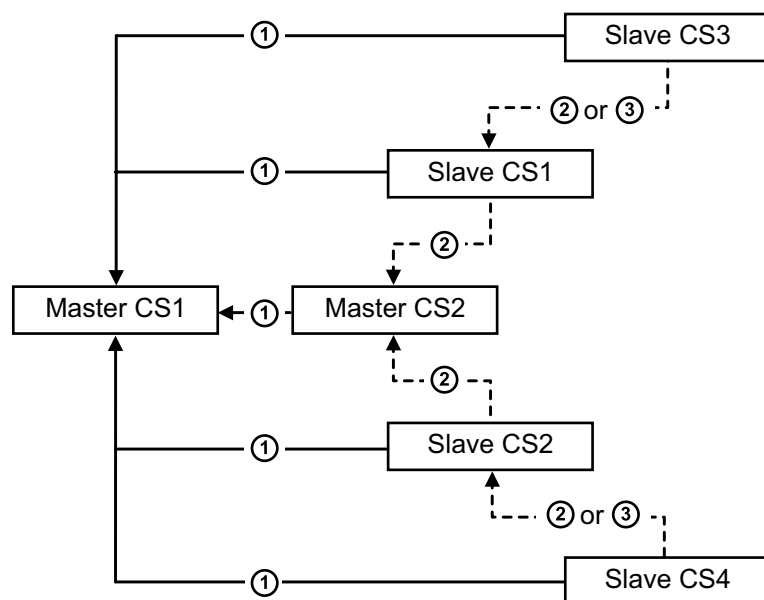 ① Slave CS3
② or ③
① Slave CS1
②
Master CS1 ① Master CS2
②
① Slave CS2
② or ③
① Slave CS4